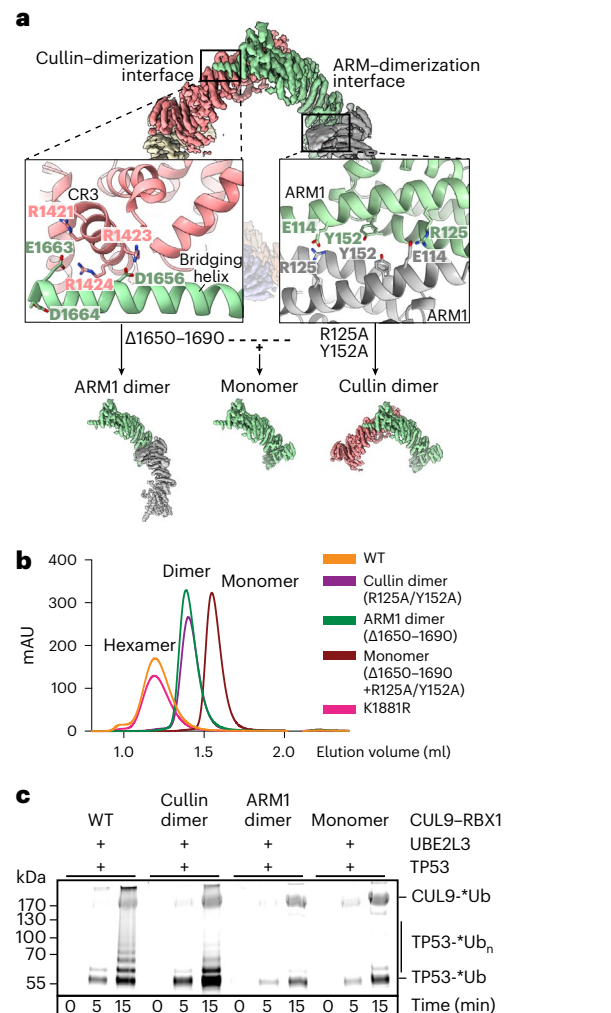 a
Cullin–dimerization
interface
ARM–dimerization
interface
CR3
R1421
R1423
E1663
R1424
D1656
D1664
Bridging
helix
ARM1
E114
Y152
R125
R125
Y152
E114
ARM1
Δ1650–1690
+
R125A
Y152A
ARM1 dimer
Monomer
Cullin dimer
b
400
300
200
100
0
mAU
Hexamer
Dimer
Monomer
1.0
1.5
2.0
Elution volume (ml)
WT
Cullin dimer
(R125A/Y152A)
ARM1 dimer
(Δ1650–1690)
Monomer
(Δ1650–1690
+R125A/Y152A)
K1881R
c
WT
Cullin
dimer
ARM1
dimer
Monomer
CUL9–RBX1
+ + + + UBE2L3
+ + + + TP53
kDa
170
130
100
70
55
CUL9-*Ub
TP53-*Ubn
TP53-*Ub
0 5 15 0 5 15 0 5 15 0 5 15 Time (min)